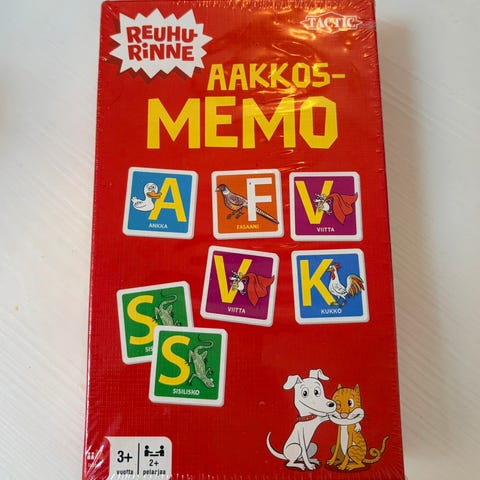 REUHU-
RINNE
TACTIC
AAKKOS-
MEMO
A
ANKKA
F
FASAANI
V
VIITTA
V
VIITTA
K
KUKKO
S
S
SISILISKO
3+
vuotta
2+
pelaajaa